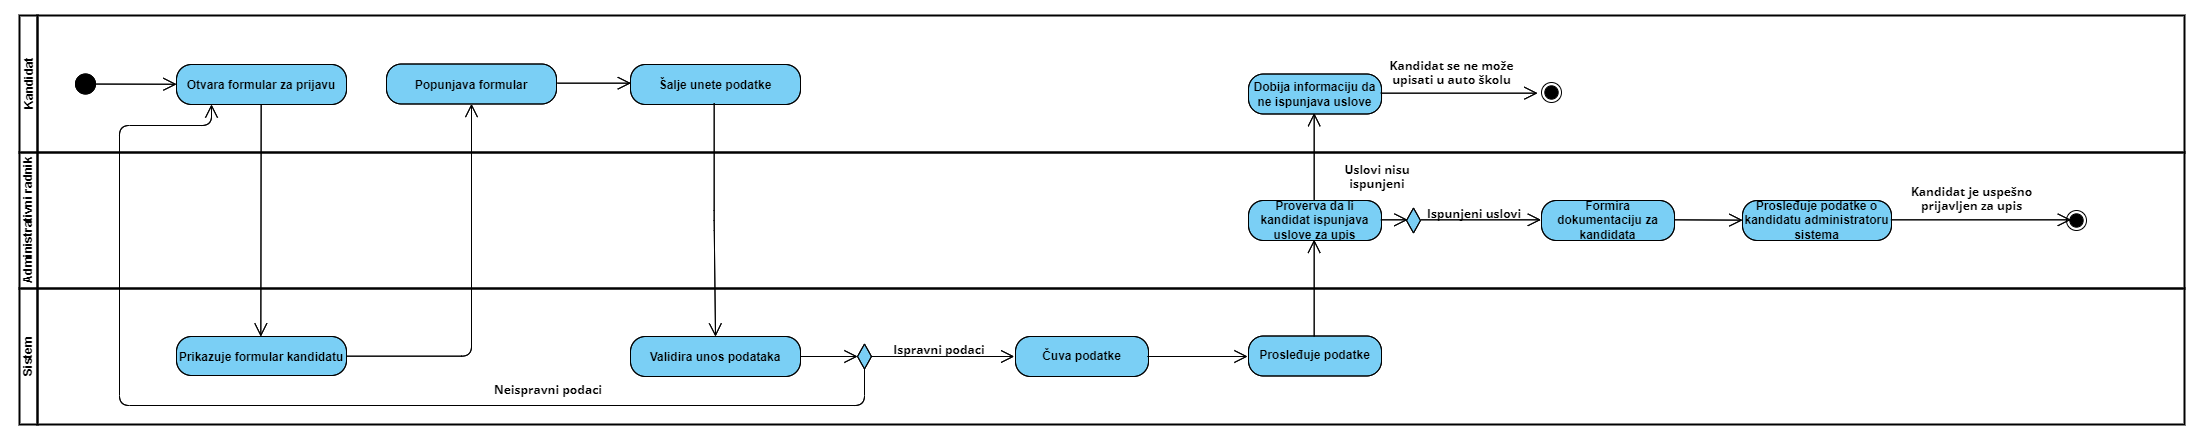 Kandidat
Otvara formular za prijavu
Popunjava formular
Šalje unete podatke
Dobija informaciju da
ne ispunjava uslove
Kandidat se ne može
upisati u auto školu
Administrativni radnik
Uslovi nisu
ispunjeni
Proverva da li
kandidat ispunjava
uslove za upis
Ispunjeni uslovi
Formira
dokumentaciju za
kandidata
Prosleđuje podatke o
kandidatu administratoru
sistema
Kandidat je uspešno
prijavljen za upis
Sistem
Prikazuje formular kandidatu
Validira unos podataka
Ispravni podaci
Čuva podatke
Prosleđuje podatke
Neispravni podaci